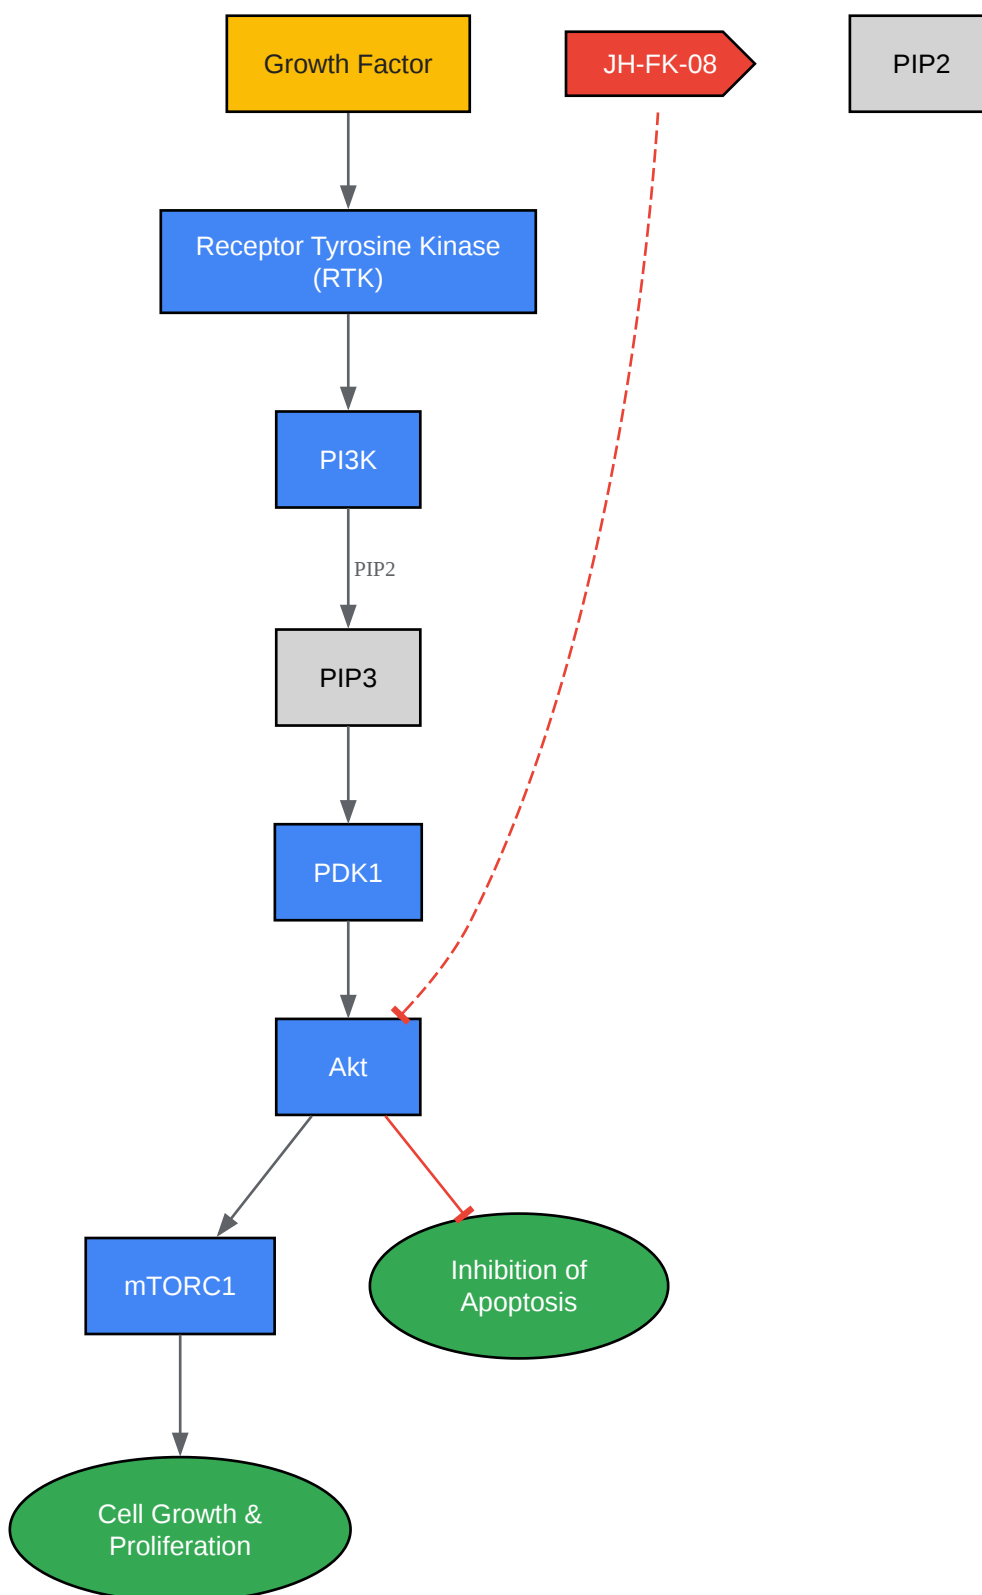 Growth Factor
JH-FK-08
PIP2
Receptor Tyrosine Kinase
(RTK)
PI3K
PIP2
PIP3
PDK1
Akt
mTORC1
Inhibition of
Apoptosis
Cell Growth &
Proliferation